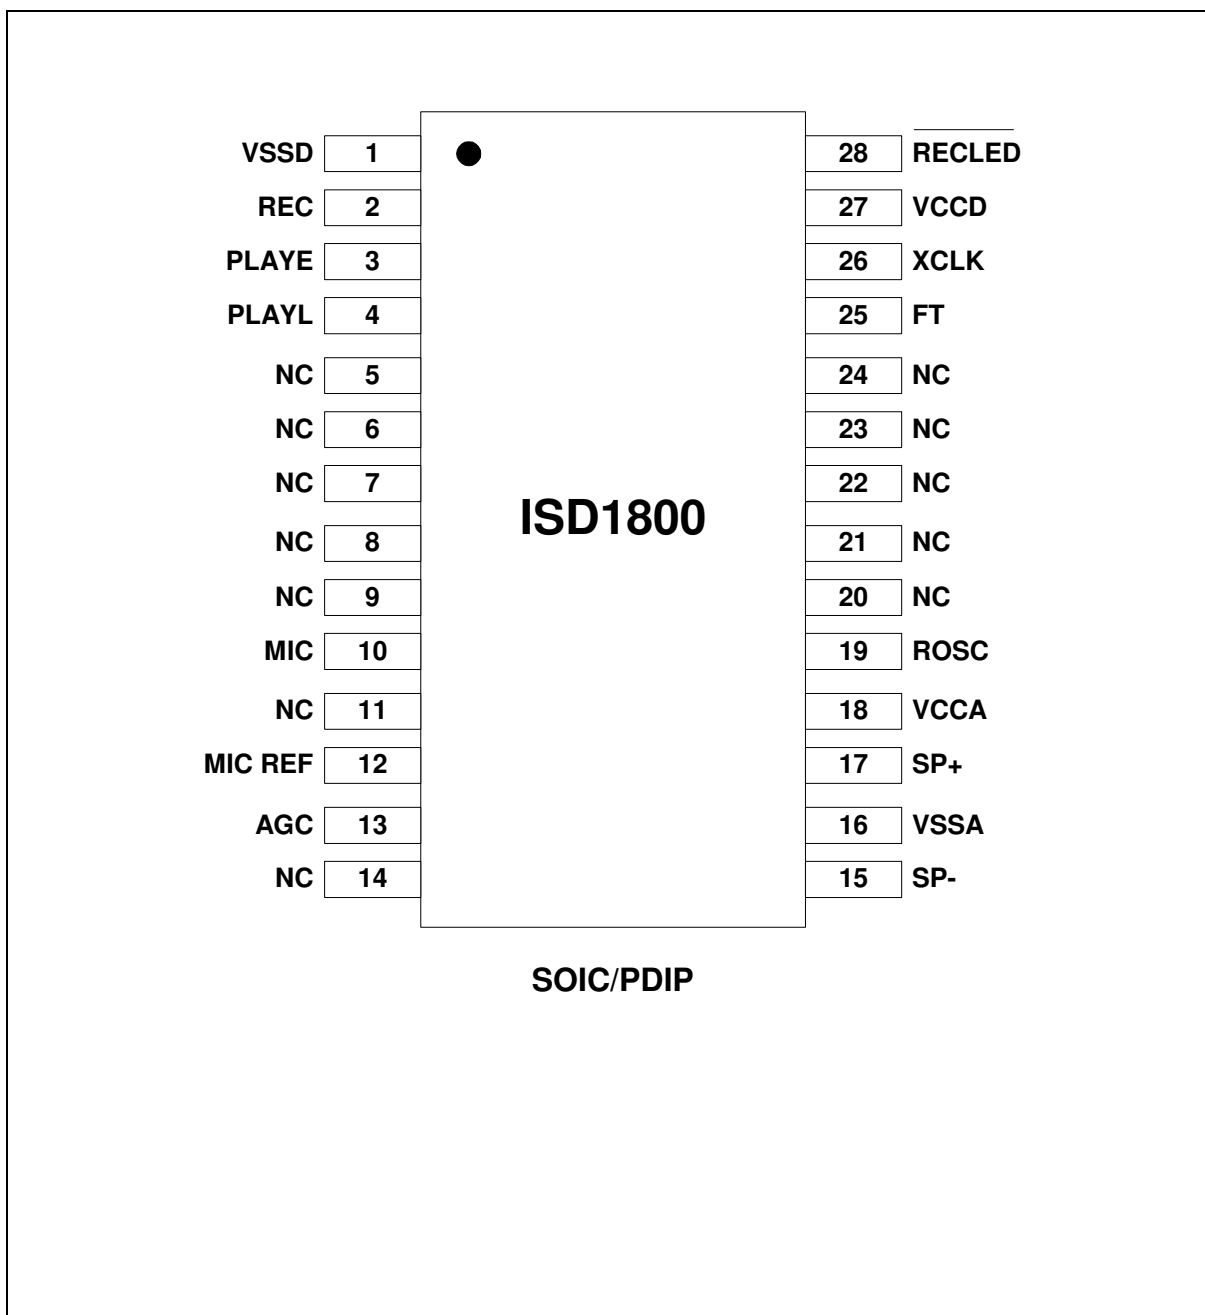 VSSD 1 28 RECLED
REC 2 27 VCCD
PLAYE 3 26 XCLK
PLAYL 4 25 FT
NC 5 24 NC
NC 6 23 NC
NC 7 22 NC
ISD1800
NC 8 21 NC
NC 9 20 NC
MIC 10 19 ROSC
NC 11 18 VCCA
MIC REF 12 17 SP+
AGC 13 16 VSSA
NC 14 15 SP-
SOIC/PDIP